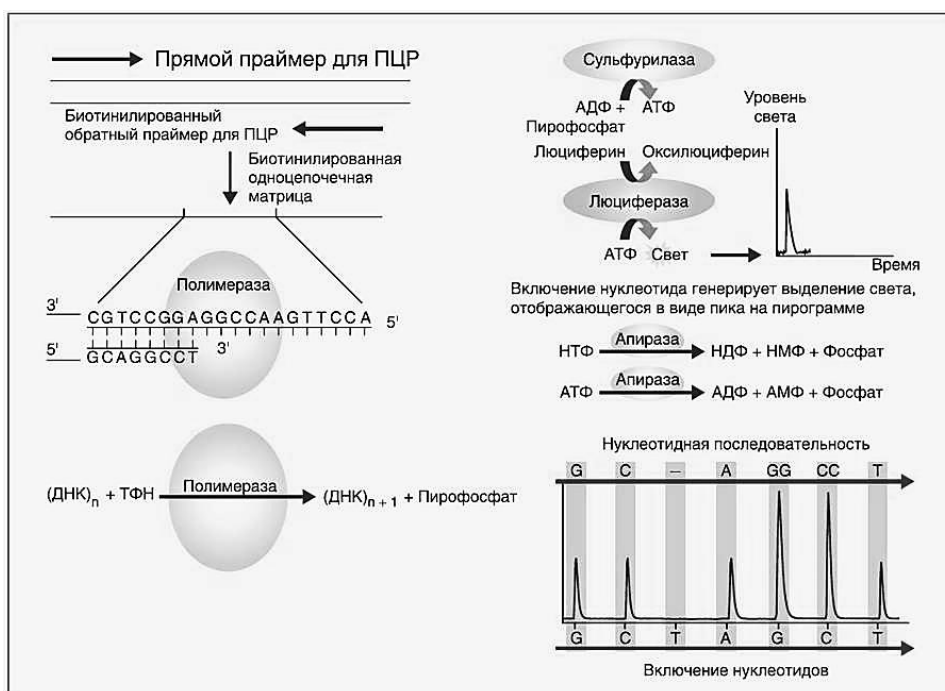 Прямой праймер для ПЦР
Биотинилированный
обратный праймер для ПЦР
Биотинилированная
одноцепочечная
матрица
Полимераза
3'
CGTCCGGAGGCCAAGTTCCA
5'
5'
GCAGGCCT
3'
(ДНК)n + ТФН
Полимераза
(ДНК)n + 1 + Пирофосфат
Сульфурилаза
АДФ + АТФ
Пирофосфат
Люциферин Оксилюциферин
Люцифераза
АТФ Свет
Уровень
света
Время
Включение нуклеотида генерирует выделение света,
отображающегося в виде пика на пирограмме
НТФ
Апираза
НДФ + НМФ + Фосфат
АТФ
Апираза
АДФ + АМФ + Фосфат
Нуклеотидная последовательность
G C – A GG CC T
G C T A G C T
Включение нуклеотидов